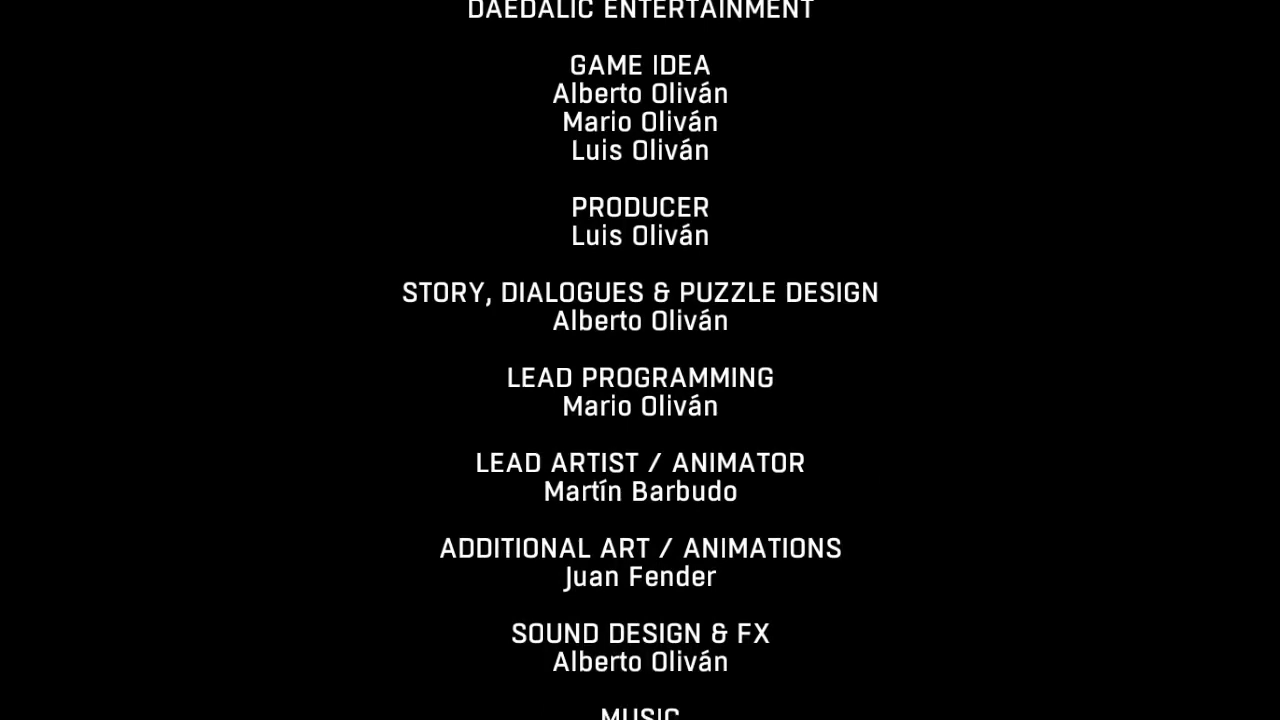 DAEDALIC ENTERTAINMENT
GAME IDEA
Alberto Oliván
Mario Oliván
Luis Oliván
PRODUCER
Luis Oliván
STORY, DIALOGUES & PUZZLE DESIGN
Alberto Oliván
LEAD PROGRAMMING
Mario Oliván
LEAD ARTIST / ANIMATOR
Martín Barbudo
ADDITIONAL ART / ANIMATIONS
Juan Fender
SOUND DESIGN & FX
Alberto Oliván
MUSIC